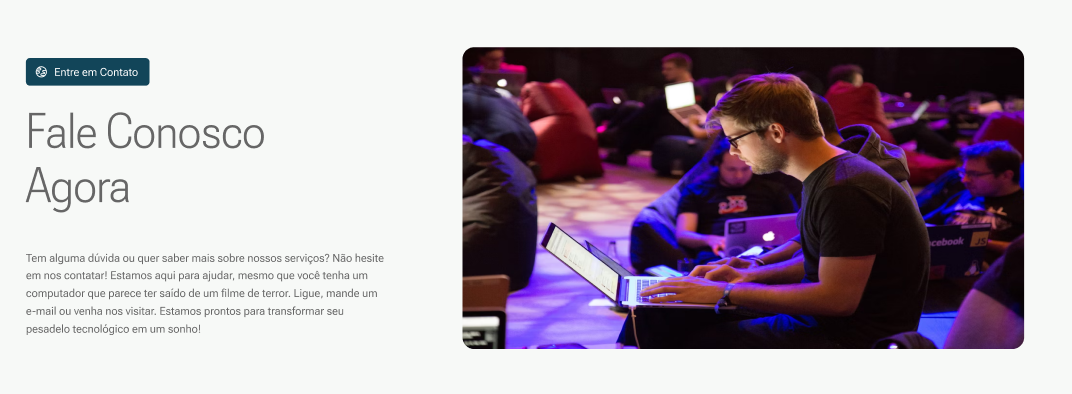 Entre em Contato
Fale Conosco
Agora
Tem alguma dúvida ou quer saber mais sobre nossos serviços? Não hesite
em nos contatar! Estamos aqui para ajudar, mesmo que você tenha um
computador que parece ter saído de um filme de terror. Ligue, mande um
e-mail ou venha nos visitar. Estamos prontos para transformar seu
pesadelo tecnológico em um sonho!
cebook
JS